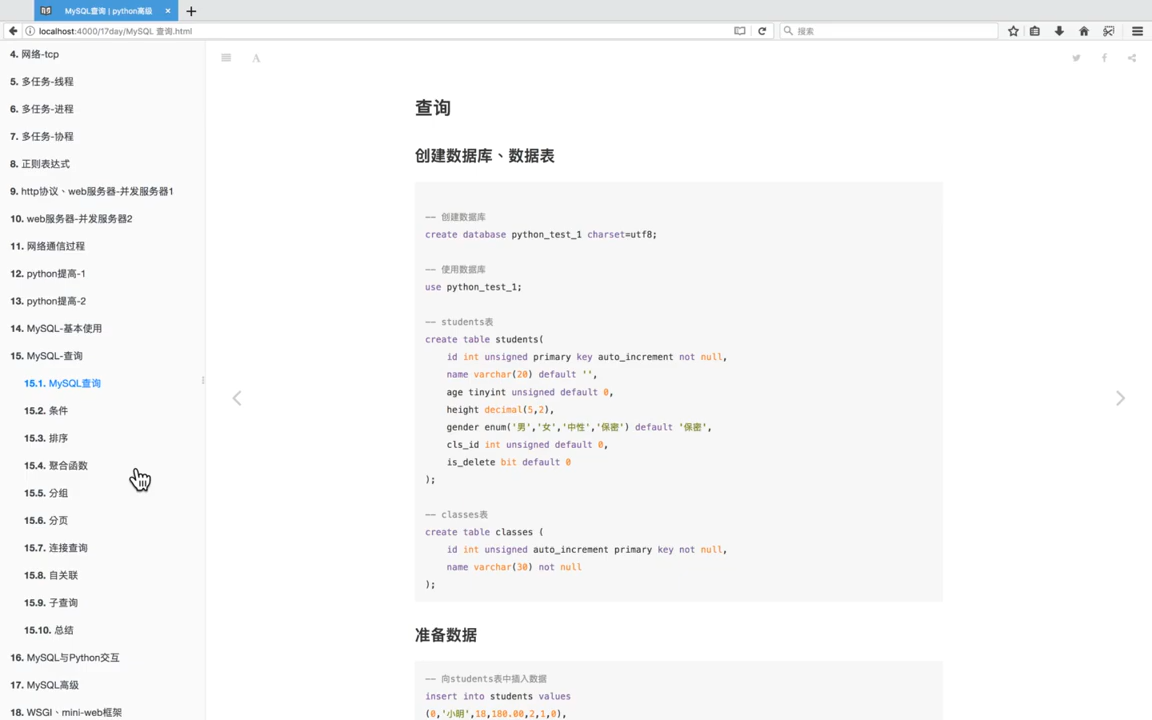 MySQL查询 | python高级
localhost:4000/17day/MySQL 查询.html
搜索
4. 网络-tcp
5. 多任务-线程
6. 多任务-进程
7. 多任务-协程
8. 正则表达式
9. http协议、web服务器-并发服务器1
10. web服务器-并发服务器2
11. 网络通信过程
12. python提高-1
13. python提高-2
14. MySQL-基本使用
15. MySQL-查询
15.1. MySQL查询
15.2. 条件
15.3. 排序
15.4. 聚合函数
15.5. 分组
15.6. 分页
15.7. 连接查询
15.8. 自关联
15.9. 子查询
15.10. 总结
16. MySQL与Python交互
17. MySQL高级
18. WSGI、mini-web框架
A
查询
创建数据库、数据表
-- 创建数据库
create database python_test_1 charset=utf8;
-- 使用数据库
use python_test_1;
-- students表
create table students(
id int unsigned primary key auto_increment not null,
name varchar(20) default '',
age tinyint unsigned default 0,
height decimal(5,2),
gender enum('男','女','中性','保密') default '保密',
cls_id int unsigned default 0,
is_delete bit default 0
);
-- classes表
create table classes (
id int unsigned auto_increment primary key not null,
name varchar(30) not null
);
准备数据
-- 向students表中插入数据
insert into students values
(0,'小明',18,180.00,2,1,0),